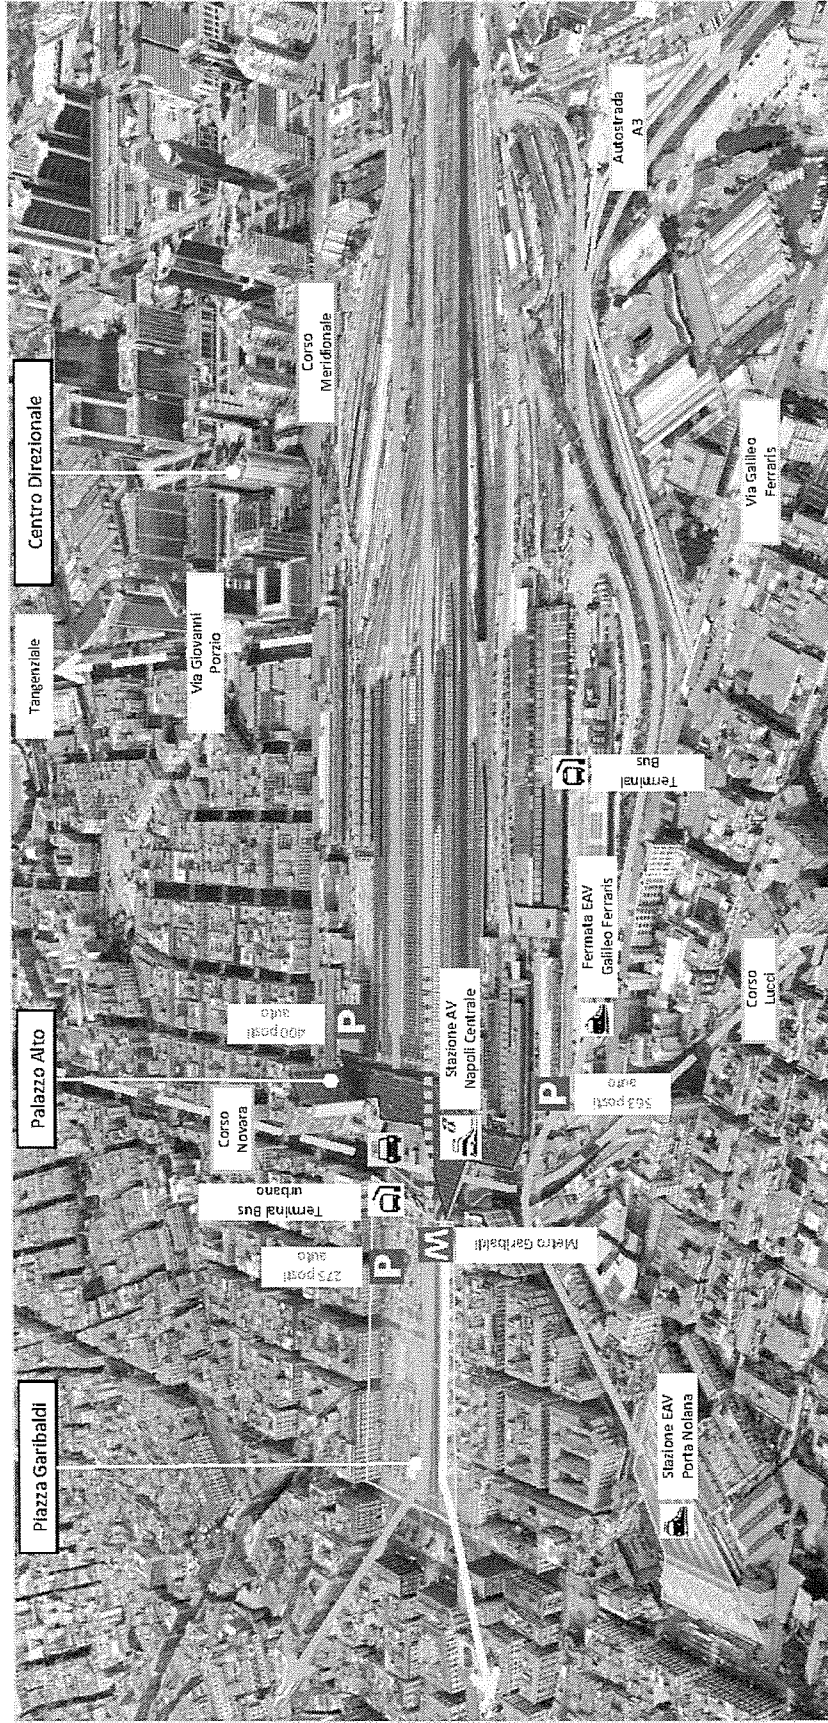 Piazza Garibaldi
Palazzo Alto
Centro Direzionale
Tangenziale
Corso
Novara
Via Giovanni
Porzio
Corso
Meridionale
Terminal Bus
urbano
275 posti
auto
P
400 posti
auto
P
M
Metro Garibaldi
Stazione AV
Napoli Centrale
P
563 posti
auto
Fermata EAV
Galileo Ferraris
Terminal
Bus
Autostrada
A3
Stazione EAV
Porta Nolana
Corso
Lucci
Via Galileo
Ferraris